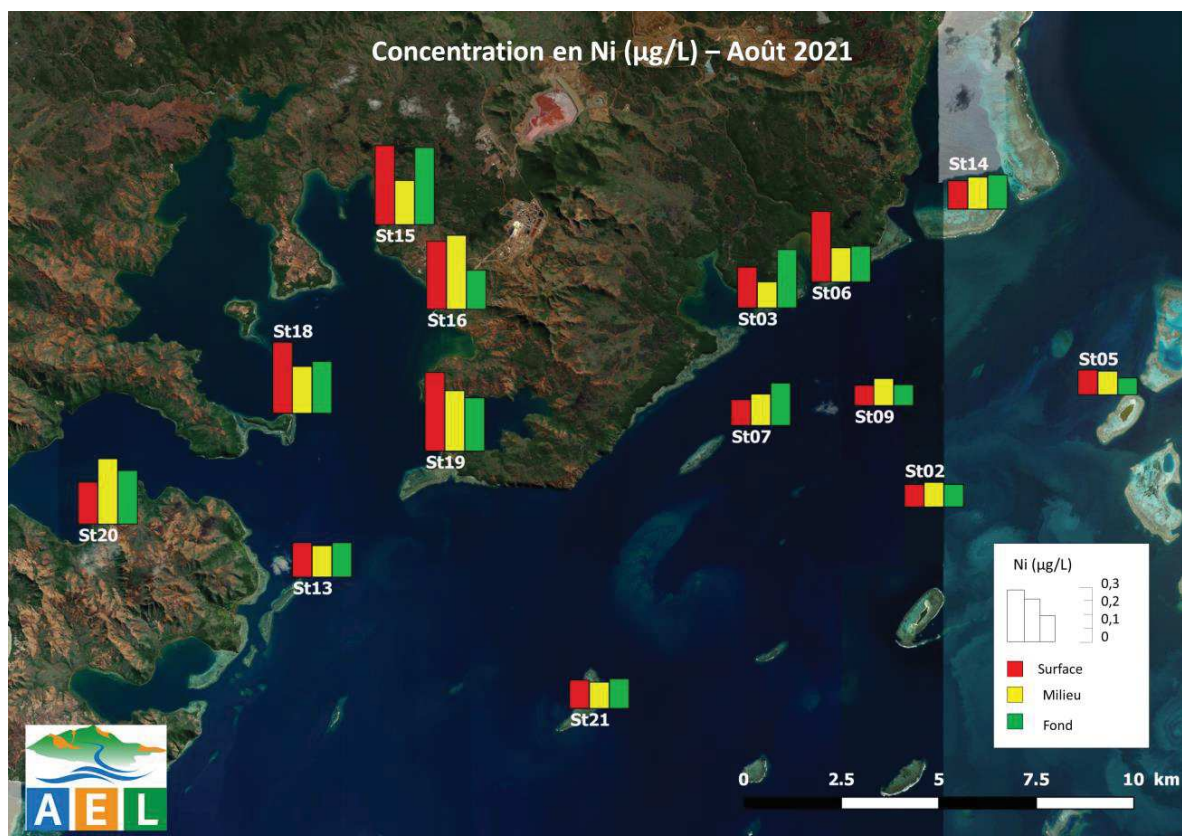 Concentration en Ni (µg/L) – Août 2021
St14
St15
St06
St16
St03
St18
St05
St09
St07
St19
St02
St20
St13
Ni (µg/L)
0,3
0,2
0,1
0
Surface
Milieu
Fond
St21
0 2.5 5 7.5 10 km
A E L